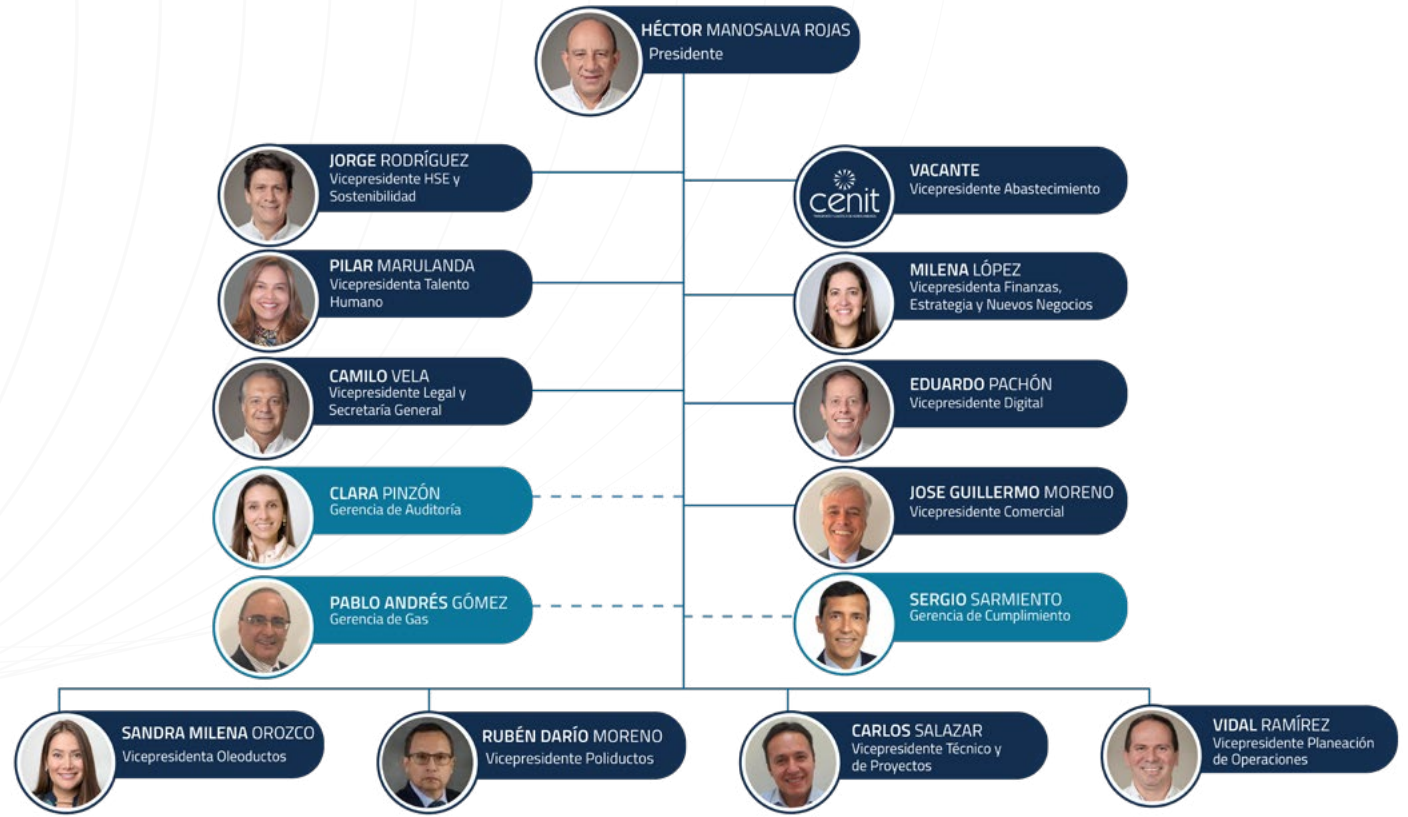 HÉCTOR MANOSALVA ROJAS
Presidente
JORGE RODRÍGUEZ
Vicepresidente HSE y
Sostenibilidad
PILAR MARULANDA
Vicepresidenta Talento
Humano
CAMILO VELA
Vicepresidente Legal y
Secretaría General
CLARA PINZÓN
Gerencia de Auditoría
PABLO ANDRÉS GÓMEZ
Gerencia de Gas
cenit
VACANTE
Vicepresidente Abastecimiento
MILENA LÓPEZ
Vicepresidenta Finanzas,
Estrategia y Nuevos Negocios
EDUARDO PACHÓN
Vicepresidente Digital
JOSE GUILLERMO MORENO
Vicepresidente Comercial
SERGIO SARMIENTO
Gerencia de Cumplimiento
SANDRA MILENA OROZCO
Vicepresidenta Oleoductos
RUBÉN DARÍO MORENO
Vicepresidente Poliductos
CARLOS SALAZAR
Vicepresidente Técnico y
de Proyectos
VIDAL RAMÍREZ
Vicepresidente Planeación
de Operaciones